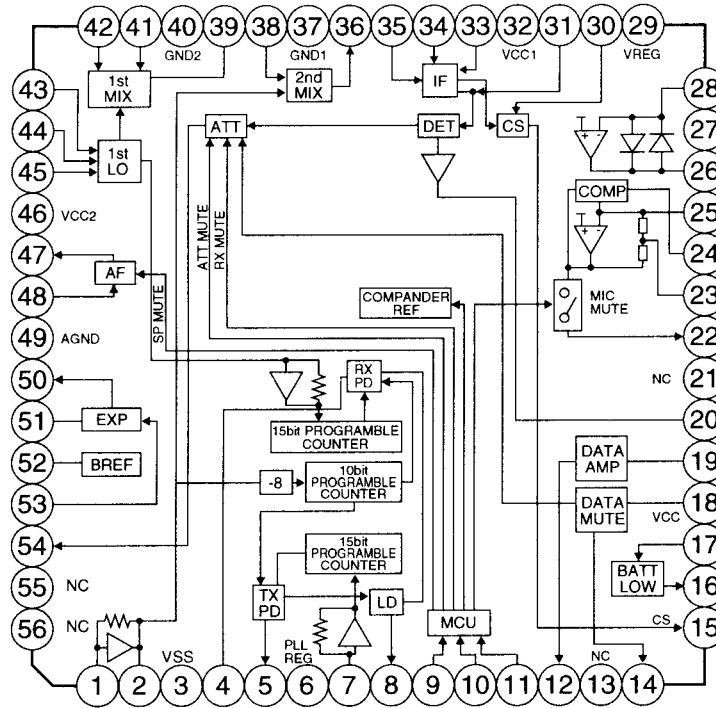 42 41 40 39 38 37 36 35 34 33 32 31 30 29
GND2 GND1 VCC1 VREG
43
44
45
46
47
48
49
50
51
52
53
54
55
56
28
27
26
25
24
23
22
21
20
19
18
17
16
15
1st
MIX
2nd
MIX
IF
ATT
DET
CS
1st
LO
+ -
COMP
+ -
VCC2
ATT MUTE
RX MUTE
AF
SP MUTE
COMPANDER
REF
MIC
MUTE
AGND
NC
RX
PD
EXP
15bit PROGRAMBLE
COUNTER
BREF
-8
10bit
PROGRAMBLE
COUNTER
DATA
AMP
DATA
MUTE
VCC
15bit
PROGRAMBLE
COUNTER
NC
NC
TX
PD
LD
MCU
BATT
LOW
CS
VSS
PLL
REG
NC
1 2 3 4 5 6 7 8 9 10 11 12 13 14